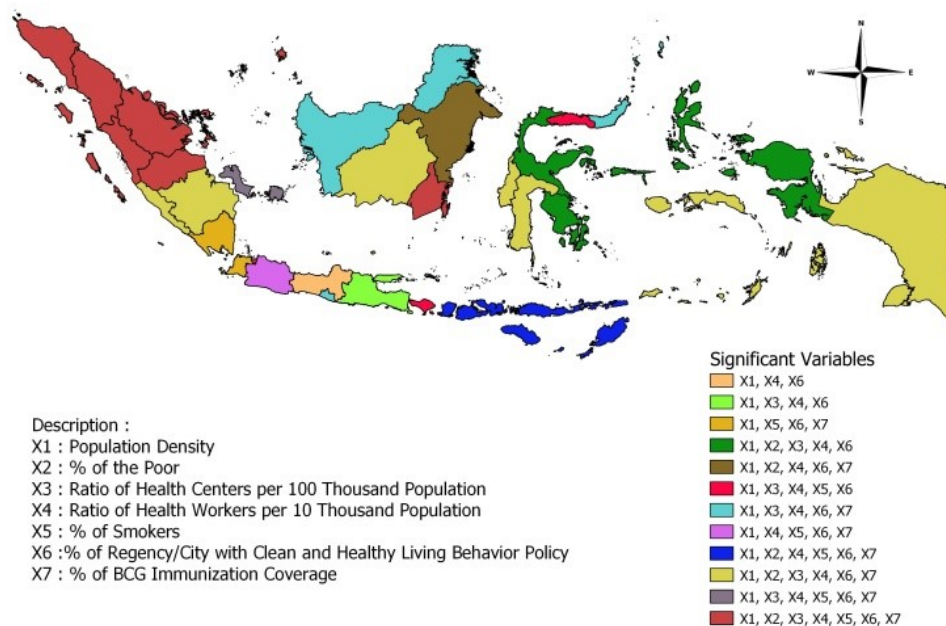 N
W E
S
Significant Variables
X1, X4, X6
X1, X3, X4, X6
X1, X5, X6, X7
X1, X2, X3, X4, X6
X1, X2, X4, X6, X7
X1, X3, X4, X5, X6
X1, X3, X4, X6, X7
X1, X4, X5, X6, X7
X1, X2, X4, X5, X6, X7
X1, X2, X3, X4, X6, X7
X1, X3, X4, X5, X6, X7
X1, X2, X3, X4, X5, X6, X7
Description :
X1 : Population Density
X2 : % of the Poor
X3 : Ratio of Health Centers per 100 Thousand Population
X4 : Ratio of Health Workers per 10 Thousand Population
X5 : % of Smokers
X6 :% of Regency/City with Clean and Healthy Living Behavior Policy
X7 : % of BCG Immunization Coverage